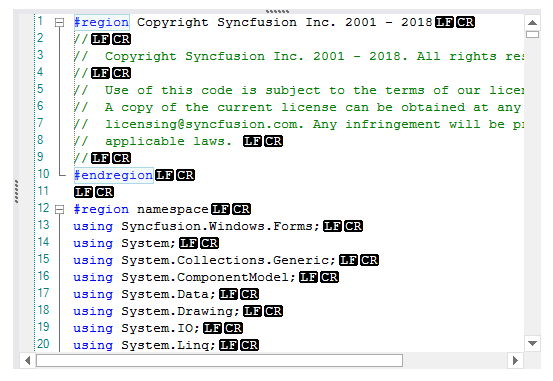 1 #region Copyright Syncfusion Inc. 2001 - 2018LF CR
2 //LF CR
3 //  Copyright Syncfusion Inc. 2001 - 2018. All rights res
4 //LF CR
5 //  Use of this code is subject to the terms of our licen
6 //  A copy of the current license can be obtained at any
7 //  licensing@syncfusion.com. Any infringement will be pr
8 //  applicable laws. LF CR
9 //LF CR
10 #endregionLF CR
11 LF CR
12 #region namespaceLF CR
13 using Syncfusion.Windows.Forms;LF CR
14 using System;LF CR
15 using System.Collections.Generic;LF CR
16 using System.ComponentModel;LF CR
17 using System.Data;LF CR
18 using System.Drawing;LF CR
19 using System.IO;LF CR
20 using System.Linq;LF CR